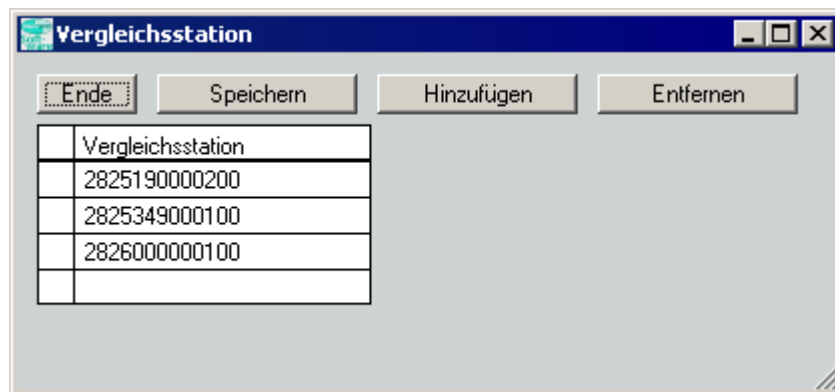 Vergleichsstation
Ende Speichern Hinzufügen Entfernen
Vergleichsstation
2825190000200
2825349000100
2826000000100